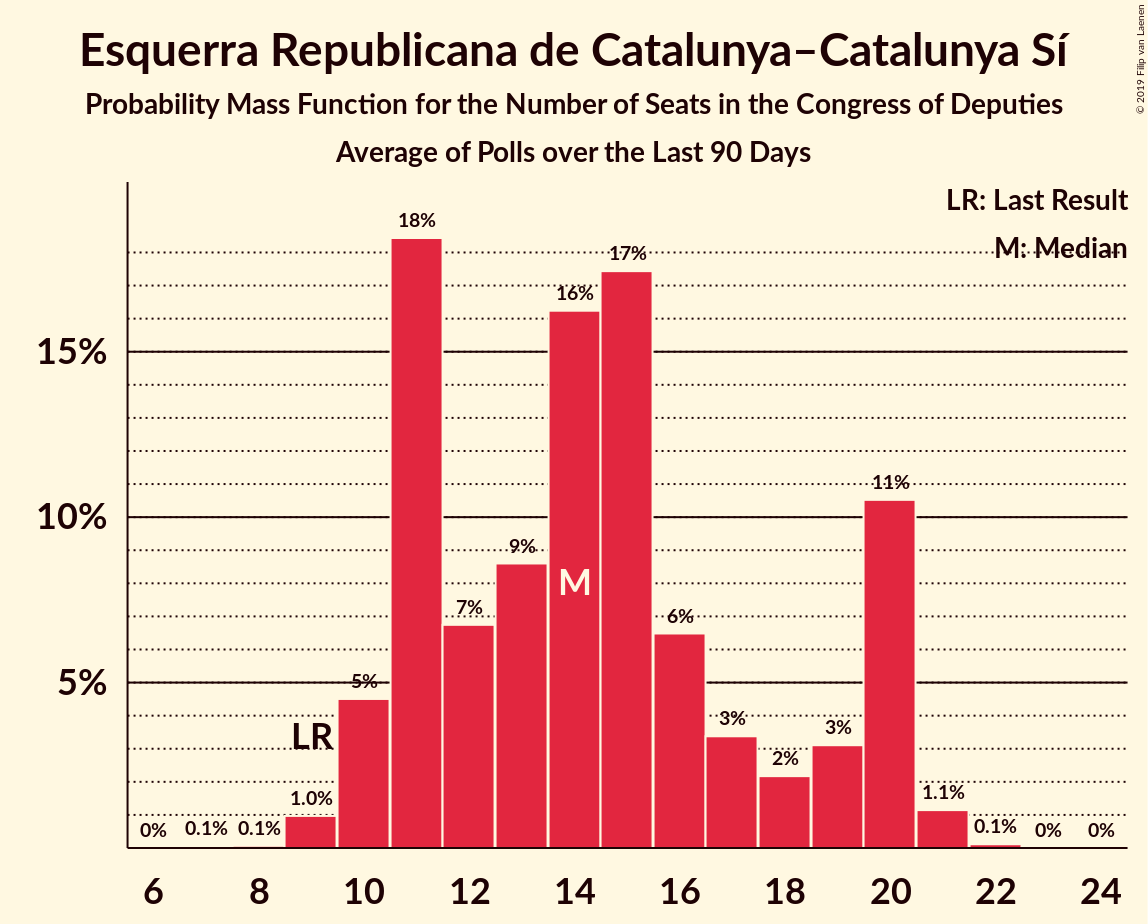 Esquerra Republicana de Catalunya–Catalunya Sí
Probability Mass Function for the Number of Seats in the Congress of Deputies
Average of Polls over the Last 90 Days
© 2019 Filip van Laenen
LR: Last Result
M: Median
18%
17%
16%
15%
11%
10%
9%
7%
6%
5%
5%
3%
3%
2%
LR
M
1.0%
1.1%
0%
0.1%
0.1%
0.1%
0%
0%
6 8 10 12 14 16 18 20 22 24